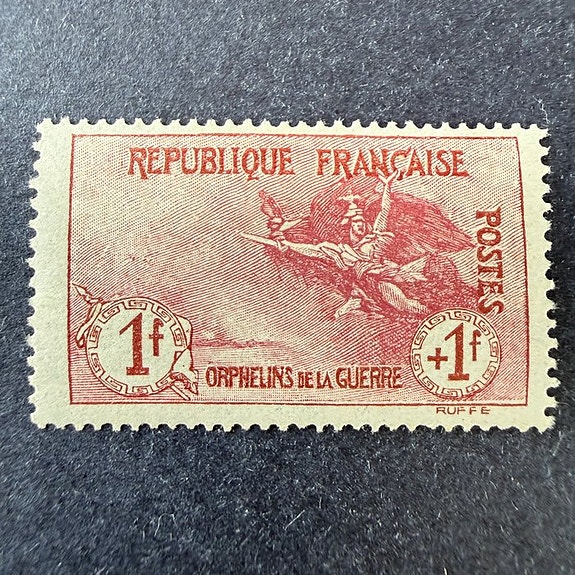 REPUBLIQUE FRANÇAISE
POSTES
1f
ORPHELINS DE LA GUERRE
+1f
RUFFE